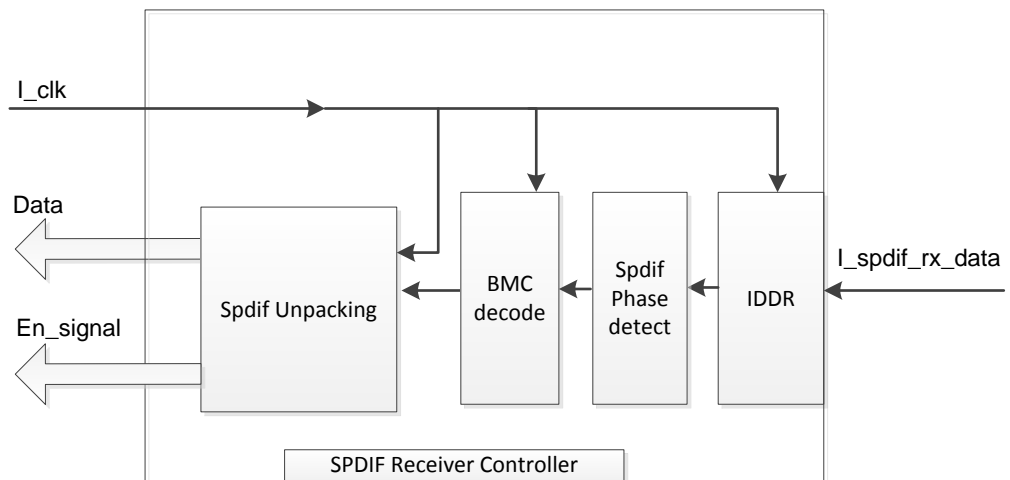 I_clk
Data
En_signal
Spdif Unpacking
BMC
decode
Spdif
Phase
detect
IDDR
I_spdif_rx_data
SPDIF Receiver Controller